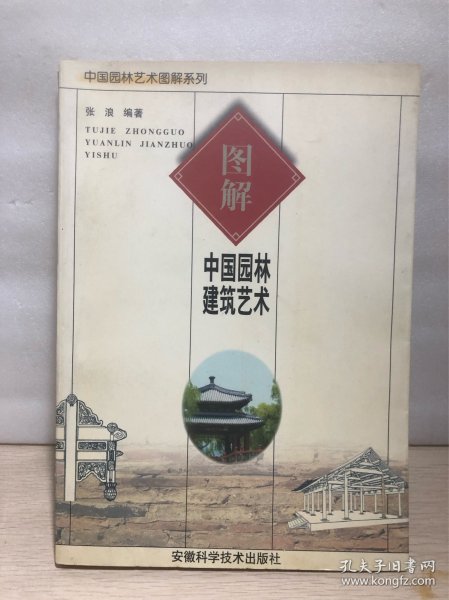 中国园林艺术图解系列
张浪 编著
TUJIE ZHONGGUO
YUANLIN JIANZHUO
YISHU
图
解
中国园林
建筑艺术
安徽科学技术出版社
孔夫子旧书网
www.kongfz.com